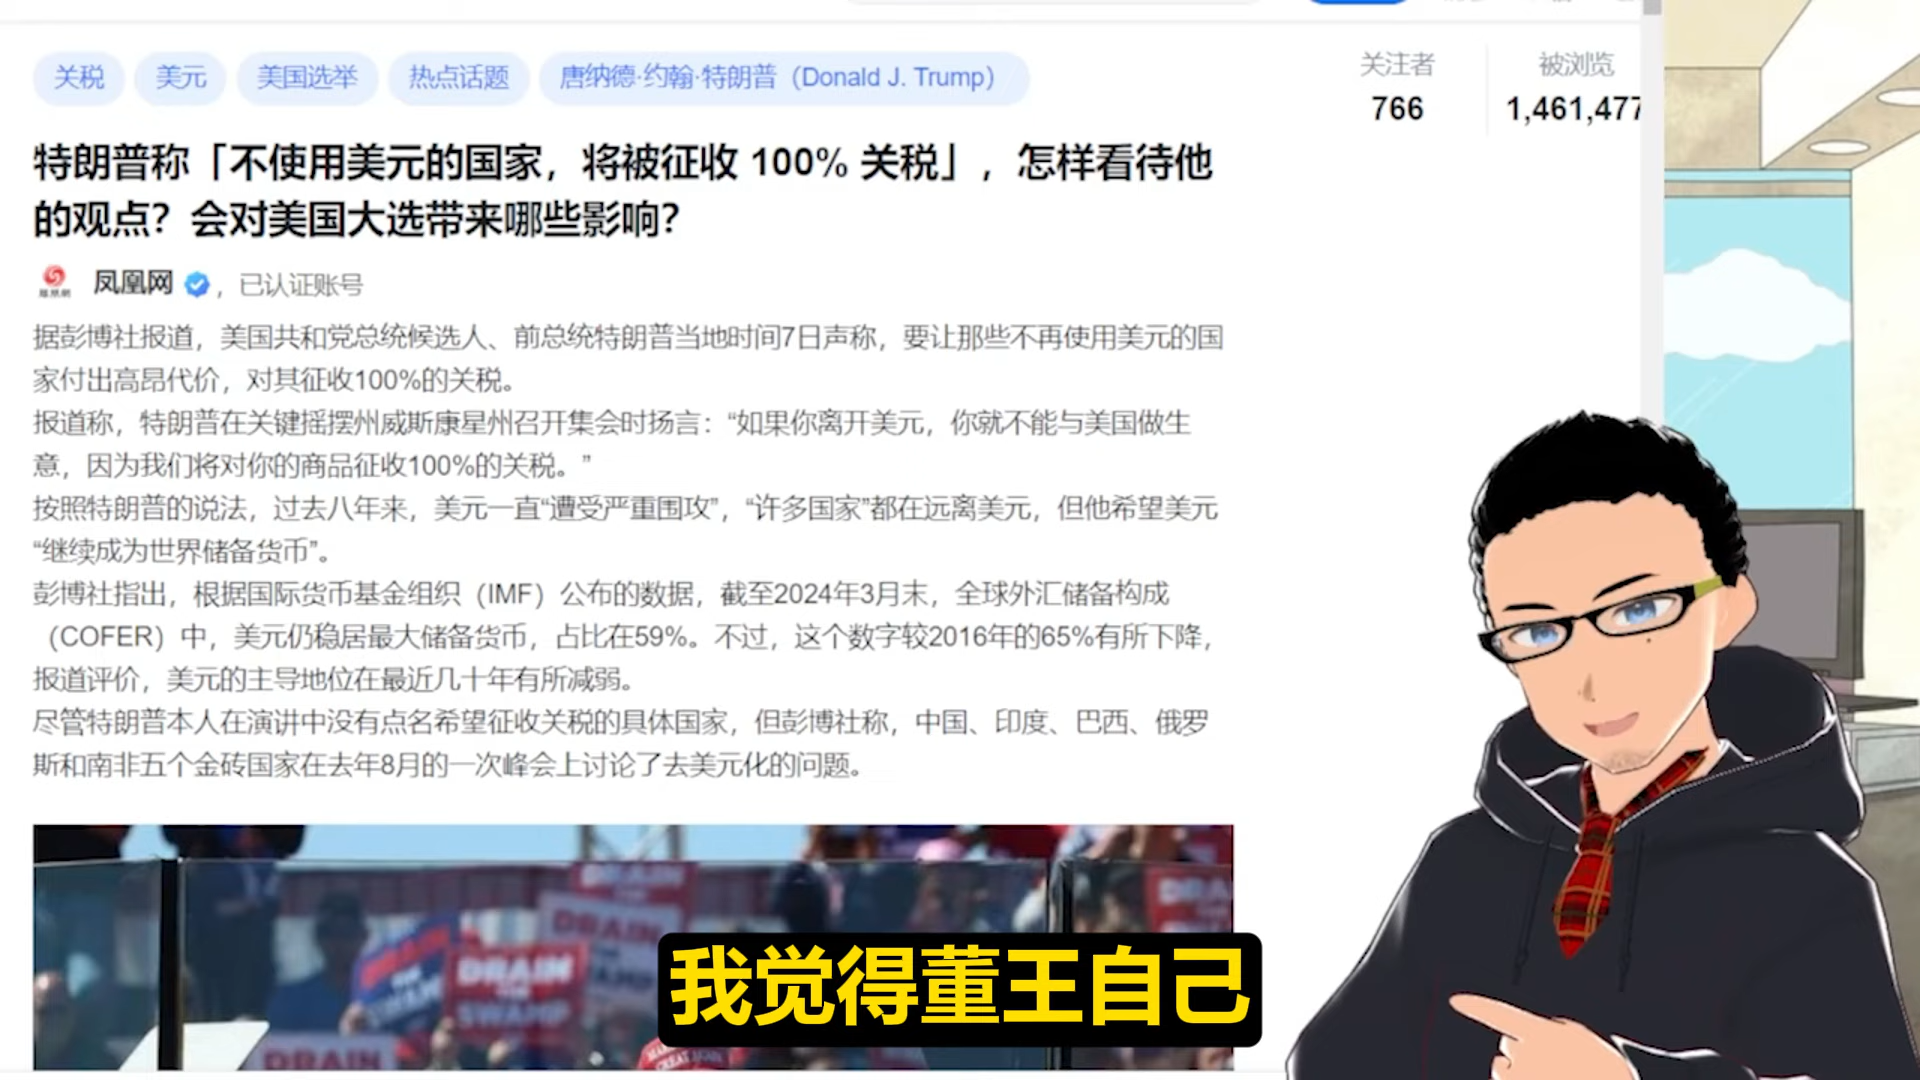 关税 美元 美国选举 热点话题 唐纳德·约翰·特朗普（Donald J. Trump）
关注者 被浏览
766 1,461,477
特朗普称「不使用美元的国家，将被征收 100% 关税」，怎样看待他
的观点？会对美国大选带来哪些影响？
凤凰网 ，已认证账号
据彭博社报道，美国共和党总统候选人、前总统特朗普当地时间7日声称，要让那些不再使用美元的国
家付出高昂代价，对其征收100%的关税。
报道称，特朗普在关键摇摆州威斯康星州召开集会时扬言：“如果你离开美元，你就不能与美国做生
意，因为我们将对你的商品征收100%的关税。”
按照特朗普的说法，过去八年来，美元一直“遭受严重围攻”，“许多国家”都在远离美元，但他希望美元
“继续成为世界储备货币”。
彭博社指出，根据国际货币基金组织（IMF）公布的数据，截至2024年3月末，全球外汇储备构成
（COFER）中，美元仍稳居最大储备货币，占比在59%。不过，这个数字较2016年的65%有所下降，
报道评价，美元的主导地位在最近几十年有所减弱。
尽管特朗普本人在演讲中没有点名希望征收关税的具体国家，但彭博社称，中国、印度、巴西、俄罗
斯和南非五个金砖国家在去年8月的一次峰会上讨论了去美元化的问题。
DRAIN
DRAIN
DRAIN
SWAMP
DRAIN
我觉得董王自己